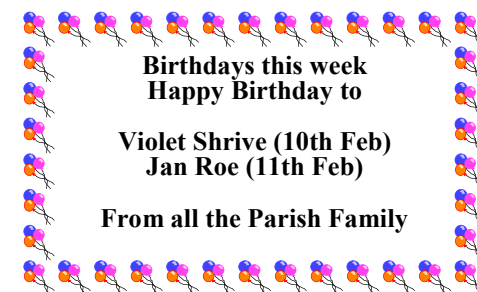 Birthdays this week
Happy Birthday to
Violet Shrive (10th Feb)
Jan Roe (11th Feb)
From all the Parish Family